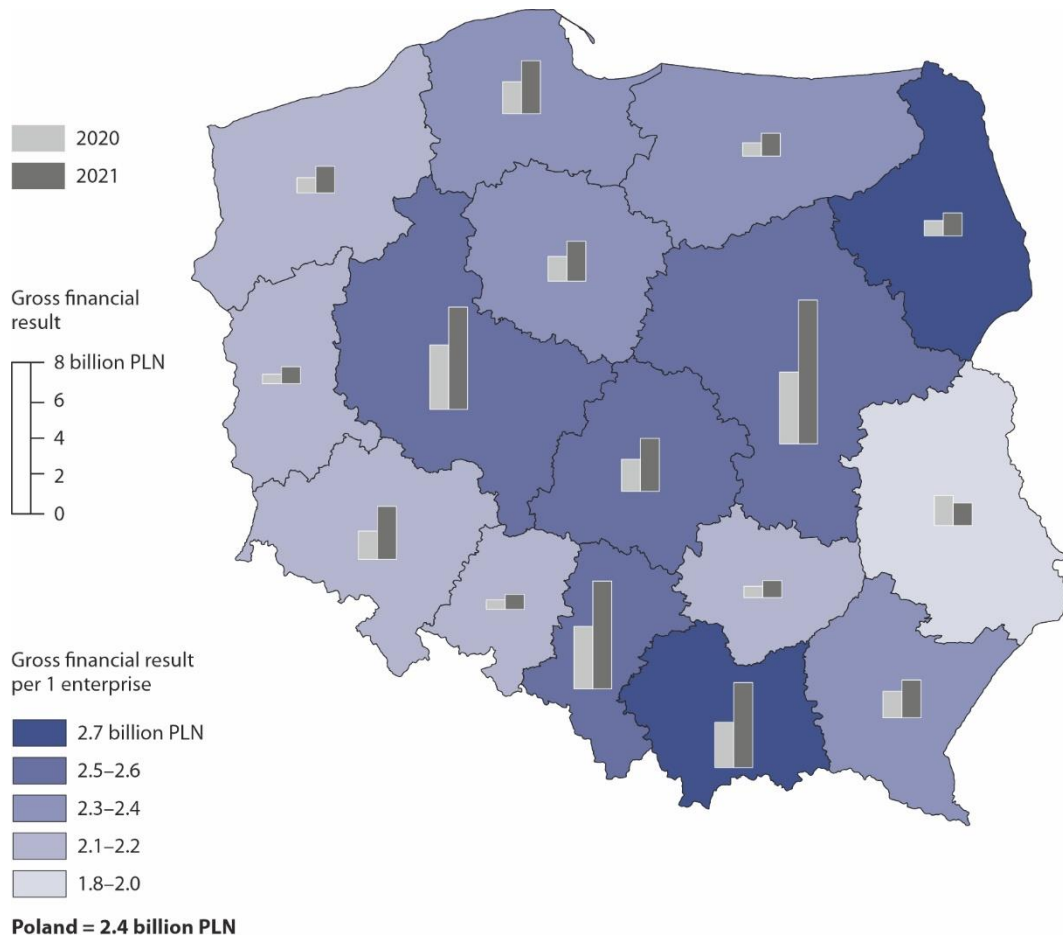 2020
2021
Gross financial
result
8 billion PLN
6
4
2
0
Gross financial result
per 1 enterprise
2.7 billion PLN
2.5–2.6
2.3–2.4
2.1–2.2
1.8–2.0
Poland = 2.4 billion PLN